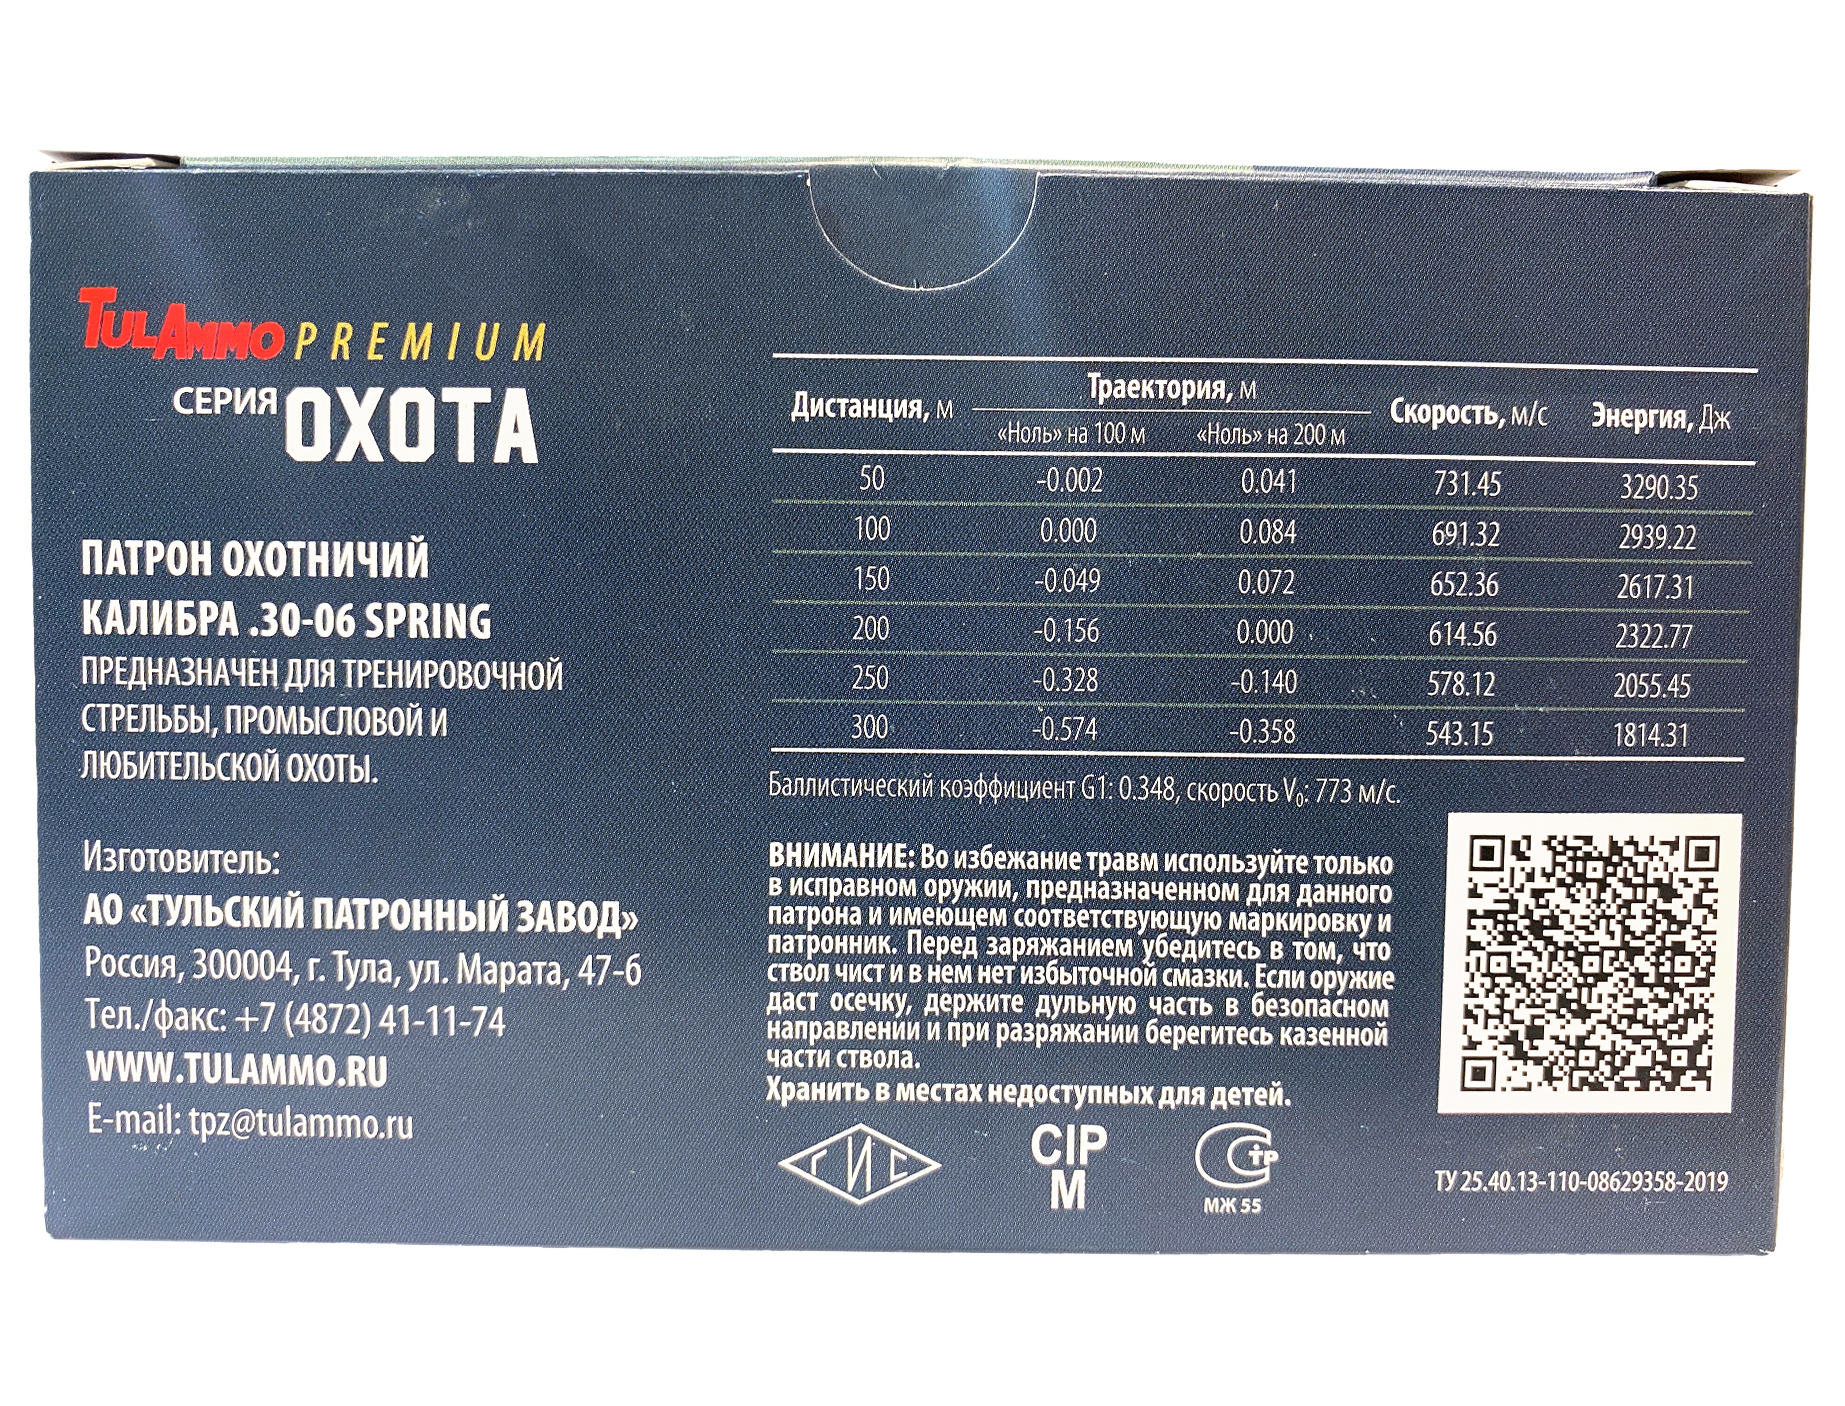 TULAMMO PREMIUM
СЕРИЯ ОХОТА
ПАТРОН ОХОТНИЧИЙ
КАЛИБРА .30-06 SPRING
ПРЕДНАЗНАЧЕН ДЛЯ ТРЕНИРОВОЧНОЙ
СТРЕЛЬБЫ, ПРОМЫСЛОВОЙ И
ЛЮБИТЕЛЬСКОЙ ОХОТЫ.
Изготовитель:
АО «ТУЛЬСКИЙ ПАТРОННЫЙ ЗАВОД»
Россия, 300004, г. Тула, ул. Марата, 47-б
Тел./факс: +7 (4872) 41-11-74
WWW.TULAMMO.RU
E-mail: tpz@tulammo.ru
Дистанция, м Траектория, м Скорость, м/с Энергия, Дж
«Ноль» на 100 м «Ноль» на 200 м
50 -0.002 0.041 731.45 3290.35
100 0.000 0.084 691.32 2939.22
150 -0.049 0.072 652.36 2617.31
200 -0.156 0.000 614.56 2322.77
250 -0.328 -0.140 578.12 2055.45
300 -0.574 -0.358 543.15 1814.31
Баллистический коэффициент G1: 0.348, скорость V₀: 773 м/с.
ВНИМАНИЕ: Во избежание травм используйте только
в исправном оружии, предназначенном для данного
патрона и имеющем соответствующую маркировку и
патронник. Перед заряжанием убедитесь в том, что
ствол чист и в нем нет избыточной смазки. Если оружие
даст осечку, держите дульную часть в безопасном
направлении и при разряжании берегитесь казенной
части ствола.
Хранить в местах недоступных для детей.
ГИС
CIP
M
ТР
МЖ 55
ТУ 25.40.13-110-08629358-2019